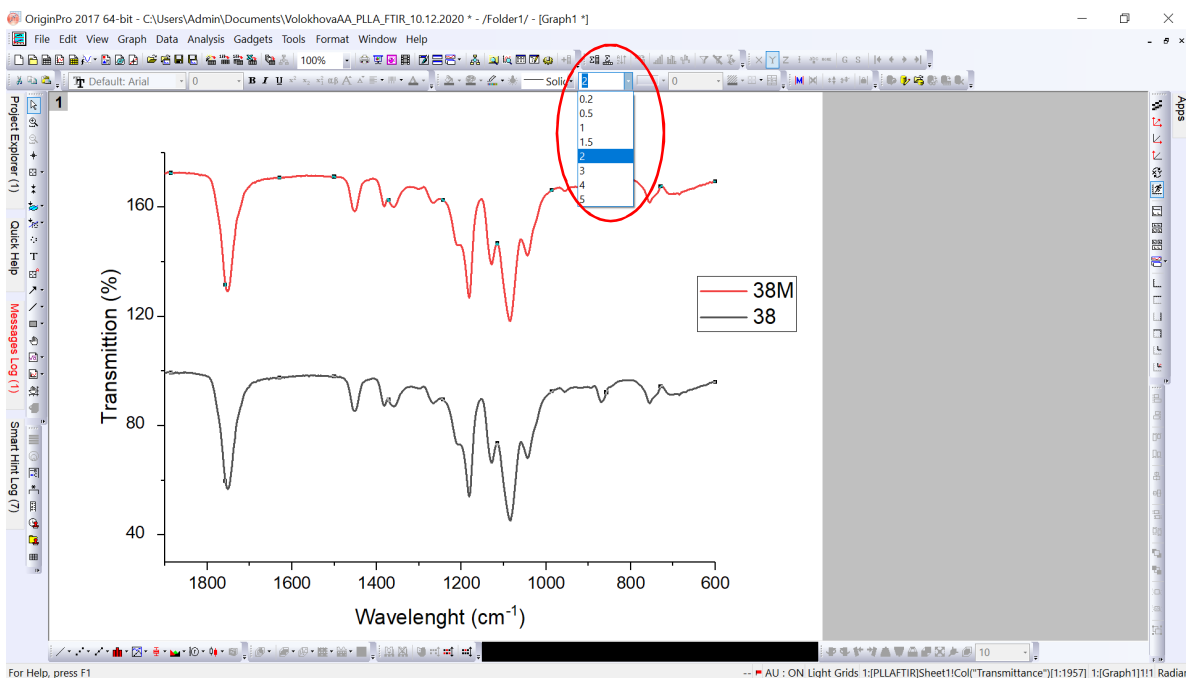 OriginPro 2017 64-bit - C:\Users\Admin\Documents\VolokhovaAA_PLLA_FTIR_10.12.2020 * - /Folder1/ - [Graph1 *]
File Edit View Graph Data Analysis Gadgets Tools Format Window Help
100%
X Y Z
G S
Default: Arial 0 B I U Solid 2 0
0.2
0.5
1
1.5
2
3
4
5
Project Explorer (1)
Quick Help
Messages Log (1)
Smart Hint Log (7)
Apps
1
160
120
80
40
Transmittion (%)
38M
38
1800 1600 1400 1200 1000 800 600
Wavelenght (cm-1)
10
For Help, press F1
-- AU : ON Light Grids 1:[PLLAFTIR]Sheet1!Col("Transmittance")[1:1957] 1:[Graph1]1!1 Radian